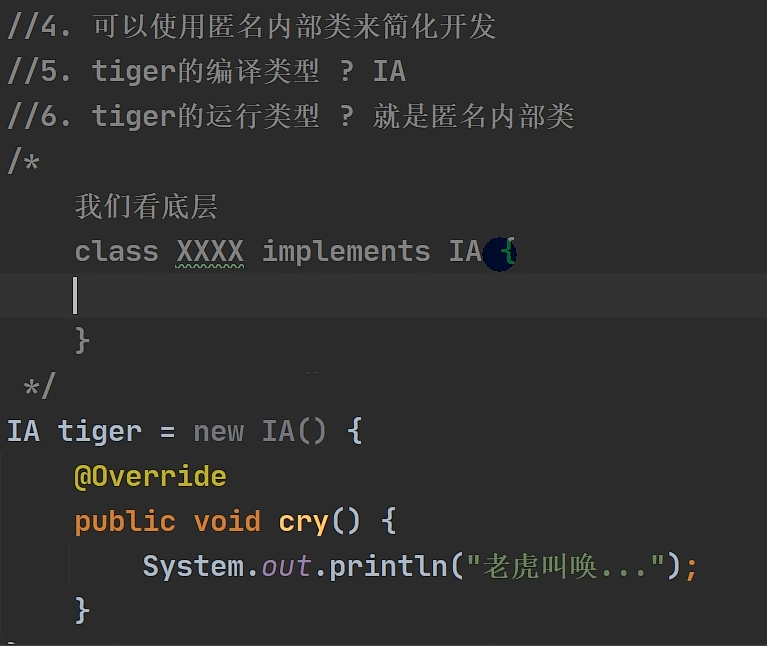 //4. 可以使用匿名内部类来简化开发
//5. tiger的编译类型 ? IA
//6. tiger的运行类型 ? 就是匿名内部类
/*
我们看底层
class XXXX implements IA {
}
*/
IA tiger = new IA() {
@Override
public void cry() {
System.out.println("老虎叫唤...");
}